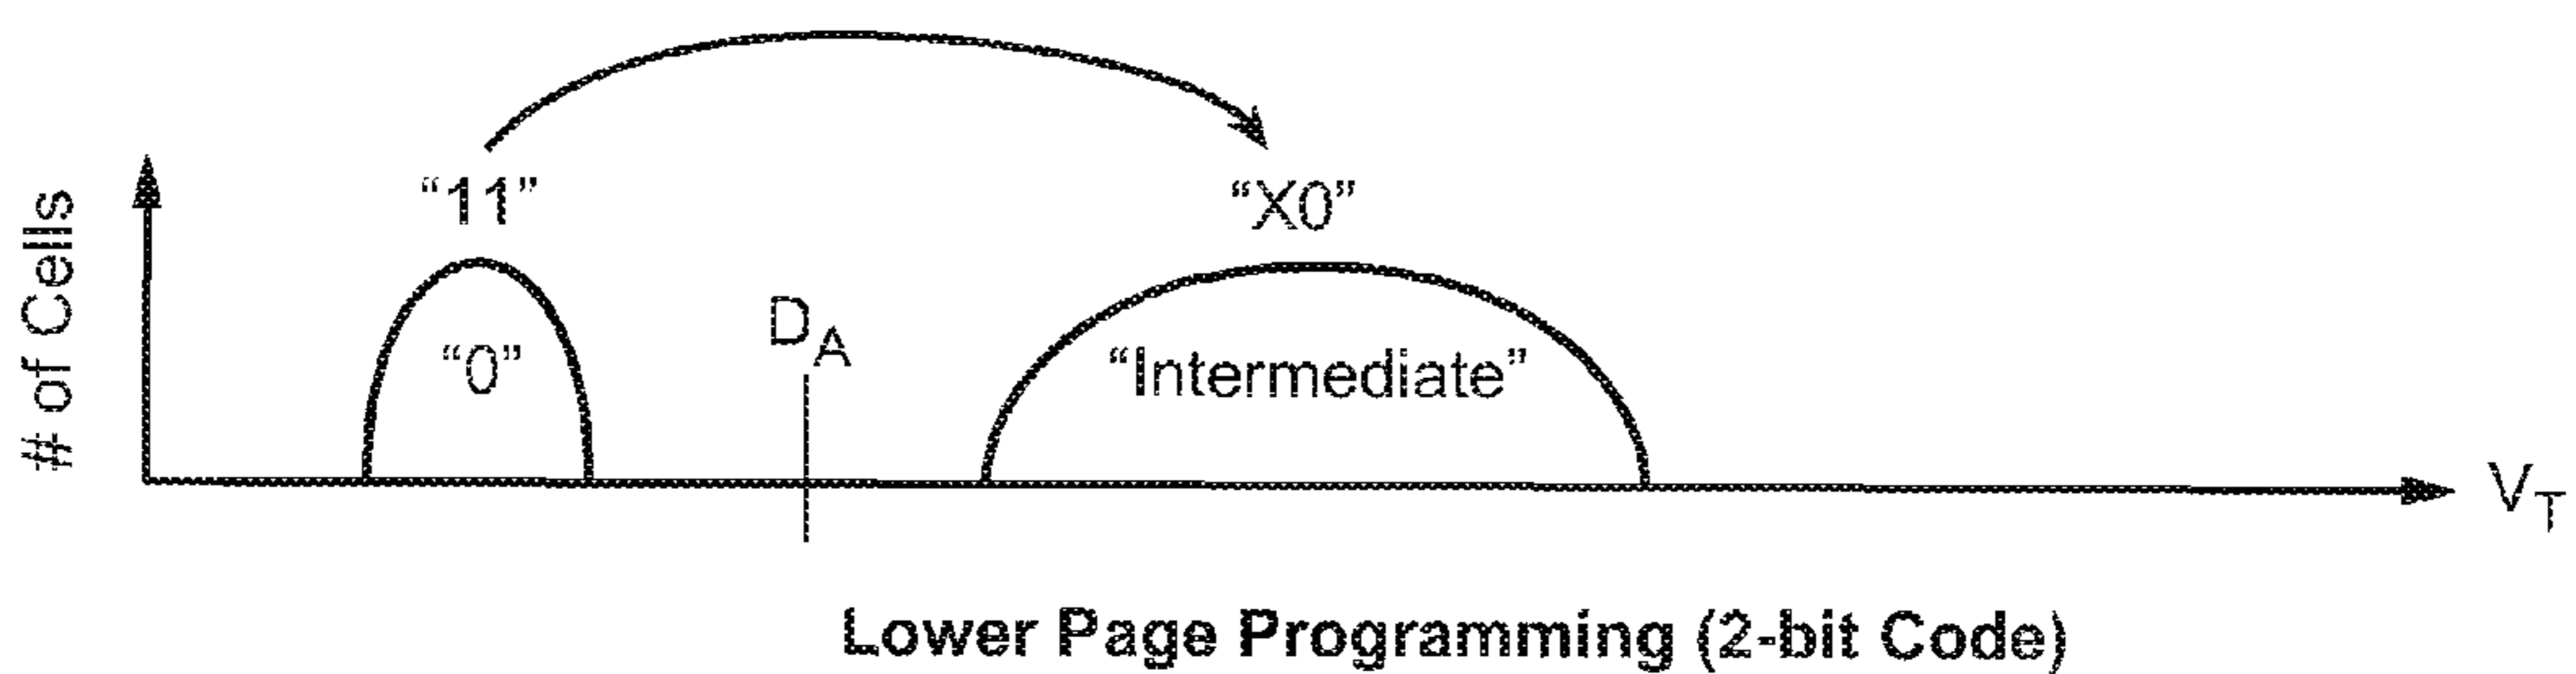 “11” “X0”
# of Cells
“0” D_A “Intermediate”
V_T
Lower Page Programming (2-bit Code)